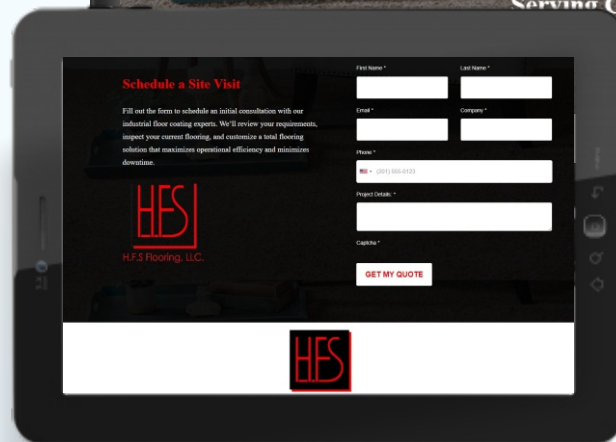 Serving
Schedule a Site Visit
Fill out the form to schedule an initial consultation with our
industrial floor coating experts. We'll review your requirements,
inspect your current flooring, and customize a total flooring
solution that maximizes operational efficiency and minimizes
downtime.
HFS
H.F.S Flooring, LLC.
First Name *
Last Name *
Email *
Company *
Phone *
(201) 555-0123
Project Details: *
Captcha *
GET MY QUOTE
HFS